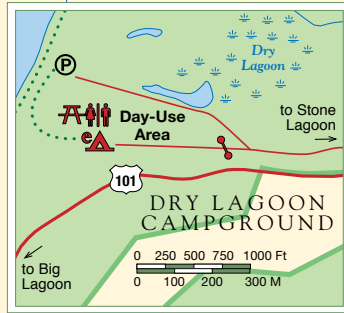 P
Dry
Lagoon
Day-Use
Area
e
to Stone
Lagoon
101
DRY LAGOON
CAMPGROUND
0 250 500 750 1000 Ft
0 100 200 300 M
to Big
Lagoon